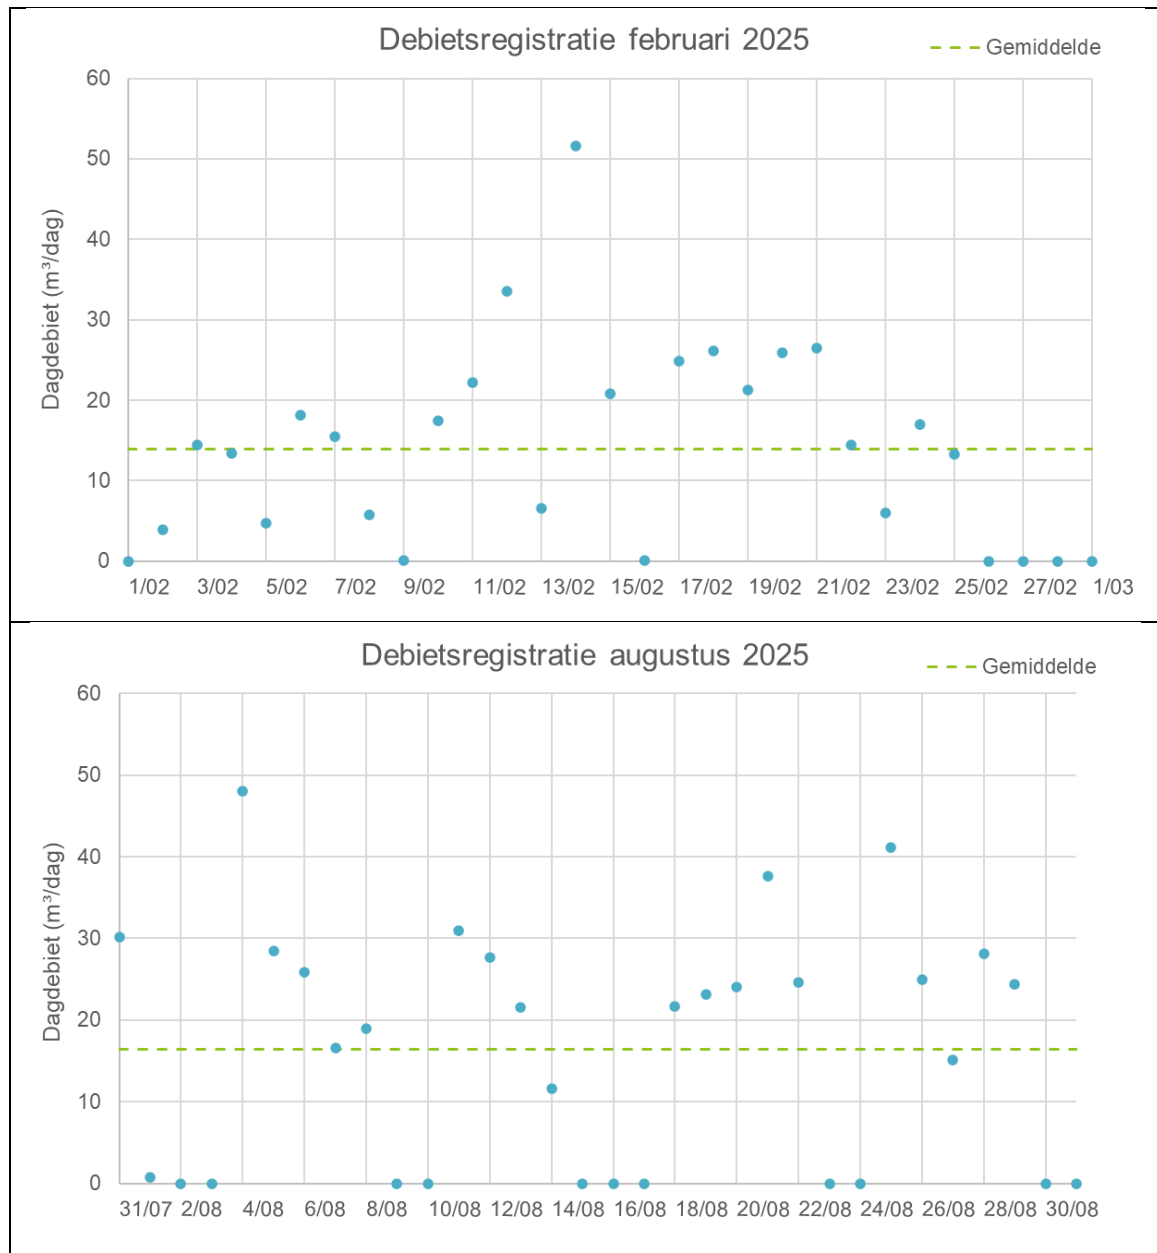 Debietsregistratie februari 2025
Gemiddelde
60
50
40
30
20
10
0
Dagdebiet (m³/dag)
1/02 3/02 5/02 7/02 9/02 11/02 13/02 15/02 17/02 19/02 21/02 23/02 25/02 27/02 1/03
Debietsregistratie augustus 2025
Gemiddelde
60
50
40
30
20
10
0
Dagdebiet (m³/dag)
31/07 2/08 4/08 6/08 8/08 10/08 12/08 14/08 16/08 18/08 20/08 22/08 24/08 26/08 28/08 30/08